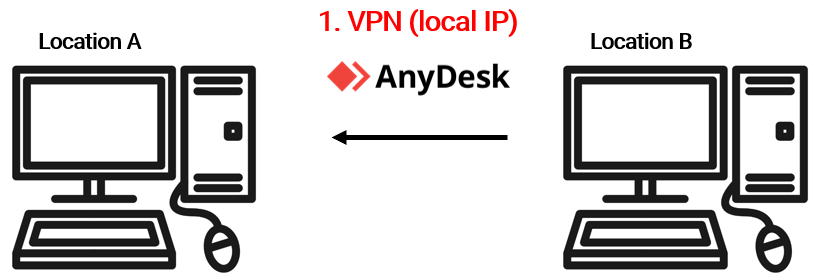 1. VPN (local IP)
Location A
Location B
AnyDesk